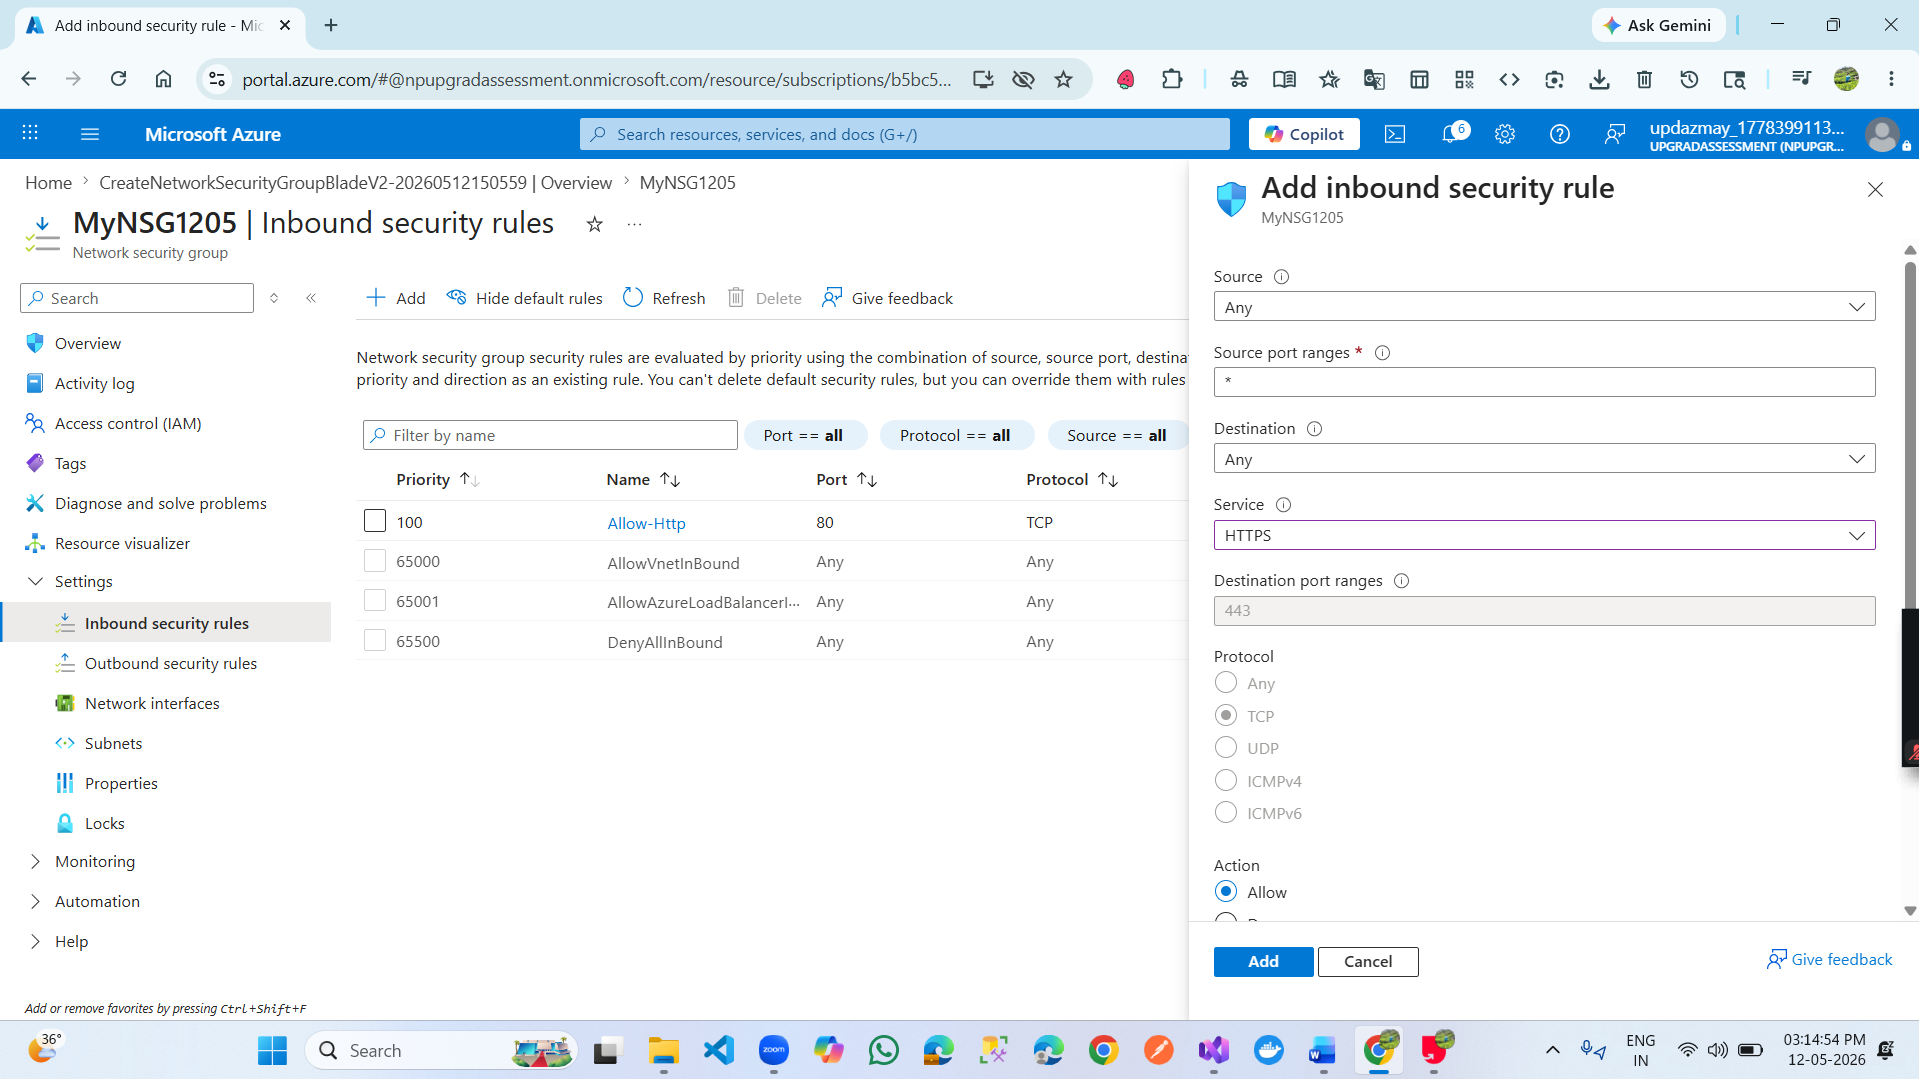 Add inbound security rule - Mic
Ask Gemini
portal.azure.com/#@npupgradassessment.onmicrosoft.com/resource/subscriptions/b5bc5...
Microsoft Azure
Search resources, services, and docs (G+/)
Copilot
6
updazmay_1778399113...
UPGRADASSESSMENT (NPUPGR...
Home > CreateNetworkSecurityGroupBladeV2-20260512150559 | Overview > MyNSG1205
MyNSG1205 | Inbound security rules
Network security group
Search
Overview
Activity log
Access control (IAM)
Tags
Diagnose and solve problems
Resource visualizer
Settings
Inbound security rules
Outbound security rules
Network interfaces
Subnets
Properties
Locks
Monitoring
Automation
Help
Add or remove favorites by pressing Ctrl+Shift+F
Add Hide default rules Refresh Delete Give feedback
Network security group security rules are evaluated by priority using the combination of source, source port, destina
priority and direction as an existing rule. You can't delete default security rules, but you can override them with rules
Filter by name Port == all Protocol == all Source == all
Priority Name Port Protocol
100 Allow-Http 80 TCP
65000 AllowVnetInBound Any Any
65001 AllowAzureLoadBalancerI... Any Any
65500 DenyAllInBound Any Any
Add inbound security rule
MyNSG1205
Source
Any
Source port ranges *
*
Destination
Any
Service
HTTPS
Destination port ranges
443
Protocol
Any
TCP
UDP
ICMPv4
ICMPv6
Action
Allow
Add Cancel Give feedback
36°
Search
zoom
ENG
IN
03:14:54 PM
12-05-2026